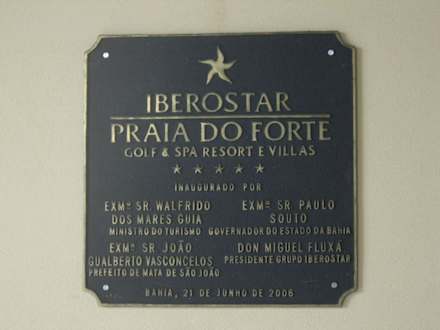 IBEROSTAR
PRAIA DO FORTE
GOLF & SPA RESORT E VILLAS
INAUGURADO POR
EXMº SR. WALFRIDO
DOS MARES GUIA
MINISTRO DO TURISMO
EXMº SR. PAULO
SOUTO
GOVERNADOR DO ESTADO DA BAHIA
EXMº SR. JOÃO
GUALBERTO VASCONCELOS
PREFEITO DE MATA DE SÃO JOÃO
DON MIGUEL FLUXÁ
PRESIDENTE GRUPO IBEROSTAR
BAHIA, 21 DE JUNHO DE 2006